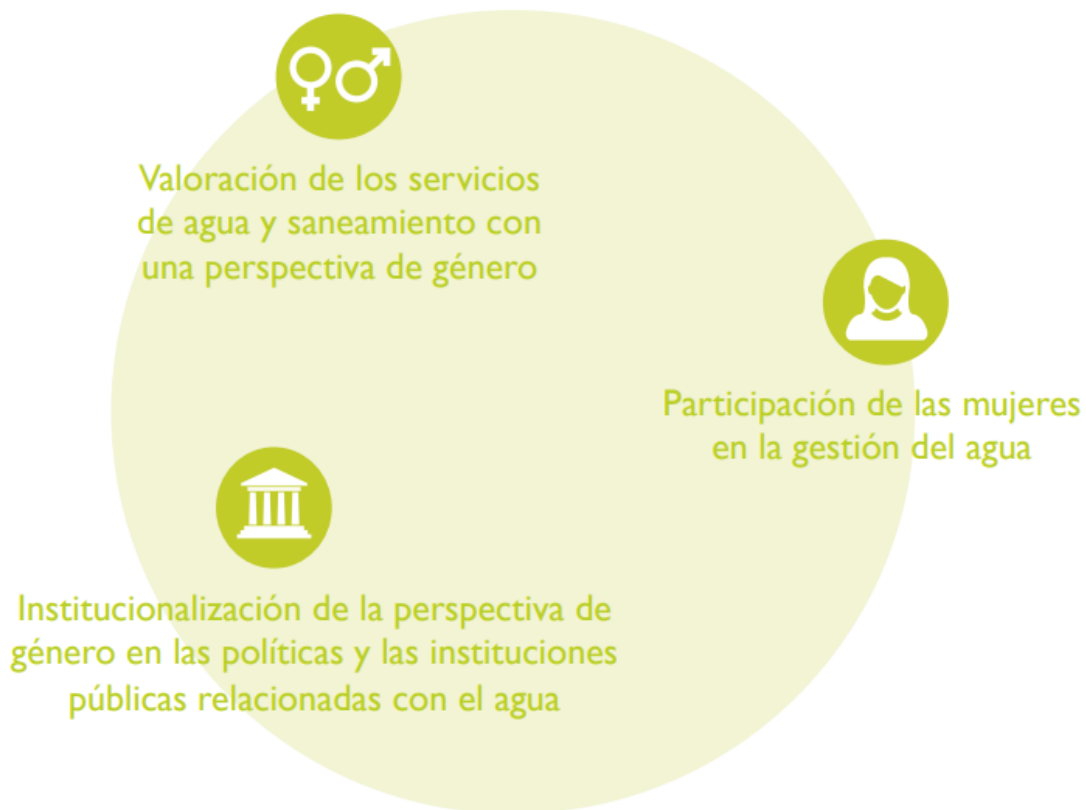 Valoración de los servicios
de agua y saneamiento con
una perspectiva de género
Participación de las mujeres
en la gestión del agua
Institucionalización de la perspectiva de
género en las políticas y las instituciones
públicas relacionadas con el agua